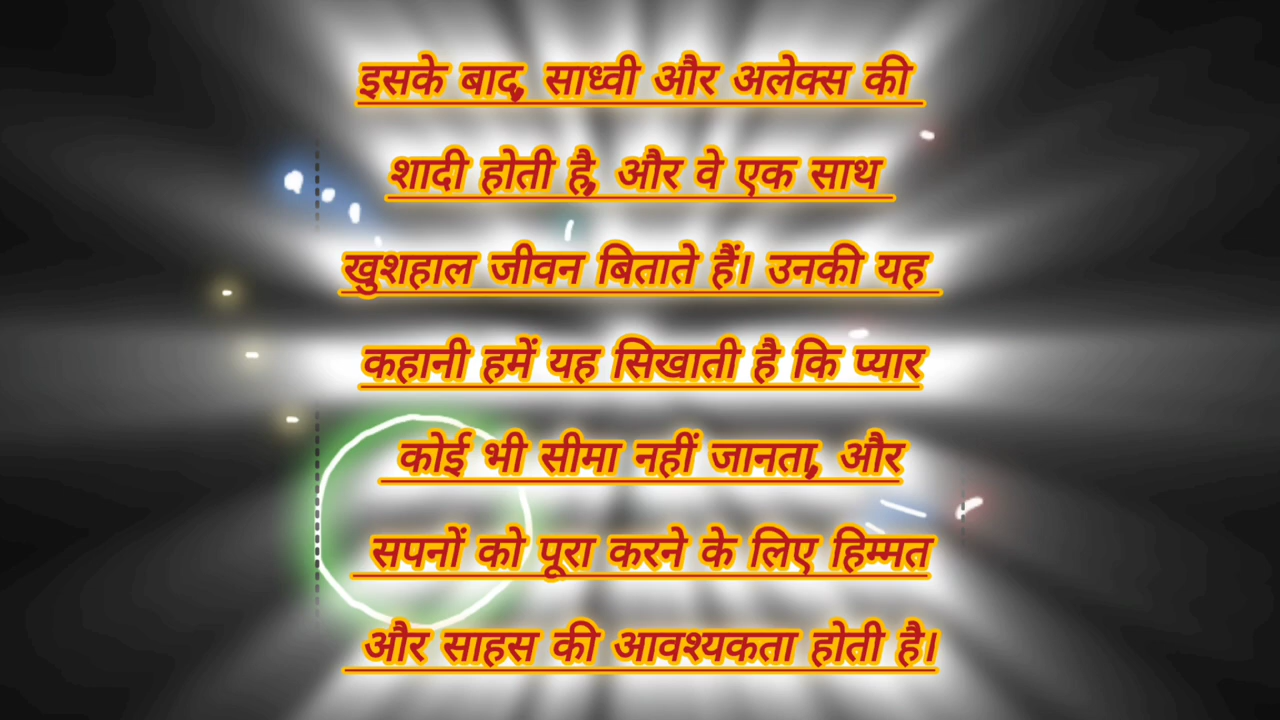 इसके बाद, साध्वी और अलेक्स की
शादी होती है, और वे एक साथ
खुशहाल जीवन बिताते हैं। उनकी यह
कहानी हमें यह सिखाती है कि प्यार
कोई भी सीमा नहीं जानता, और
सपनों को पूरा करने के लिए हिम्मत
और साहस की आवश्यकता होती है।